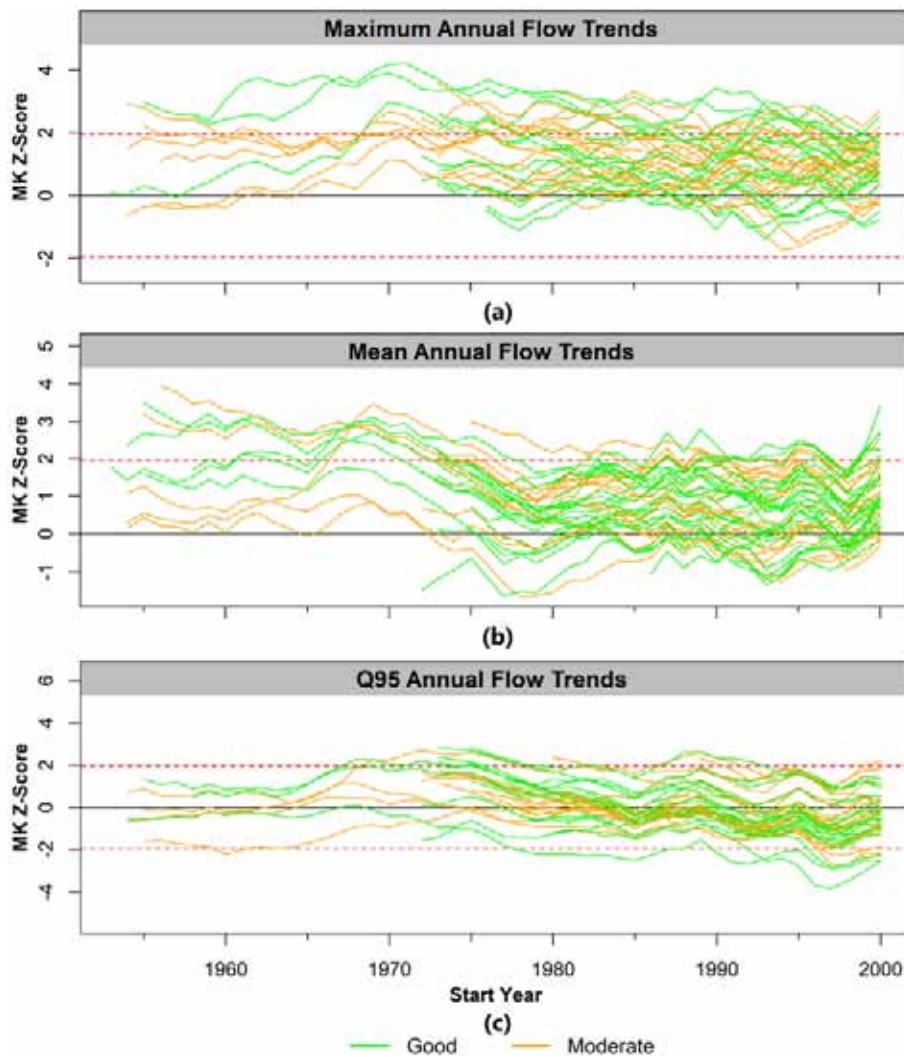 Maximum Annual Flow Trends
MK Z-Score
4
2
0
-2
(a)
Mean Annual Flow Trends
MK Z-Score
5
4
3
2
1
0
-1
(b)
Q95 Annual Flow Trends
MK Z-Score
6
4
2
0
-2
-4
1960 1970 1980 1990 2000
Start Year
(c)
Good Moderate